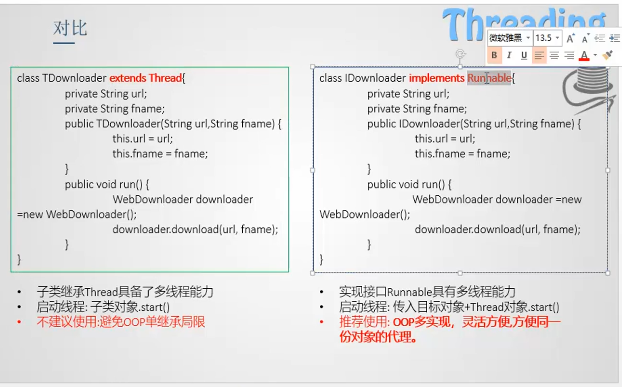 对比
Threading
微软雅黑 13.5 A A
B I U A
class TDownloader extends Thread{
private String url;
private String fname;
public TDownloader(String url,String fname) {
this.url = url;
this.fname = fname;
}
public void run() {
WebDownloader downloader
=new WebDownloader();
downloader.download(url, fname);
}
}
• 子类继承Thread具备了多线程能力
• 启动线程: 子类对象.start()
• 不建议使用:避免OOP单继承局限
class IDownloader implements Runnable{
private String url;
private String fname;
public IDownloader(String url,String fname) {
this.url = url;
this.fname = fname;
}
public void run() {
WebDownloader downloader =new
WebDownloader();
downloader.download(url, fname);
}
}
• 实现接口Runnable具有多线程能力
• 启动线程: 传入目标对象+Thread对象.start()
• 推荐使用: OOP多实现，灵活方便,方便同一
份对象的代理。